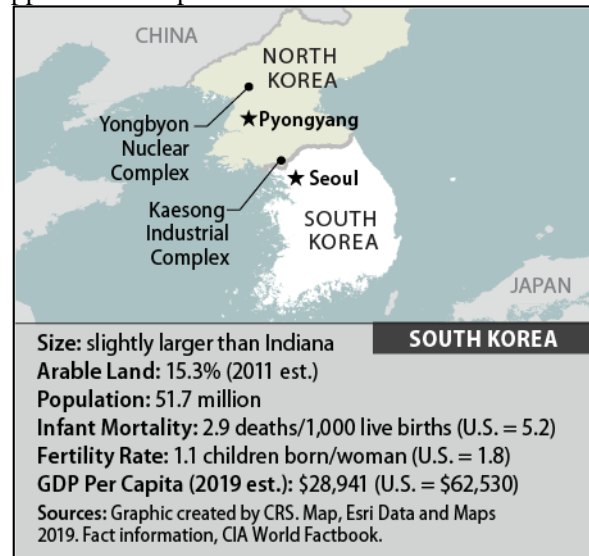 CHINA
NORTH
KOREA
Yongbyon
Nuclear
Complex
Pyongyang
Seoul
Kaesong
Industrial
Complex
SOUTH
KOREA
JAPAN
SOUTH KOREA
Size: slightly larger than Indiana
Arable Land: 15.3% (2011 est.)
Population: 51.7 million
Infant Mortality: 2.9 deaths/1,000 live births (U.S. = 5.2)
Fertility Rate: 1.1 children born/woman (U.S. = 1.8)
GDP Per Capita (2019 est.): $28,941 (U.S. = $62,530)
Sources: Graphic created by CRS. Map, Esri Data and Maps
2019. Fact information, CIA World Factbook.